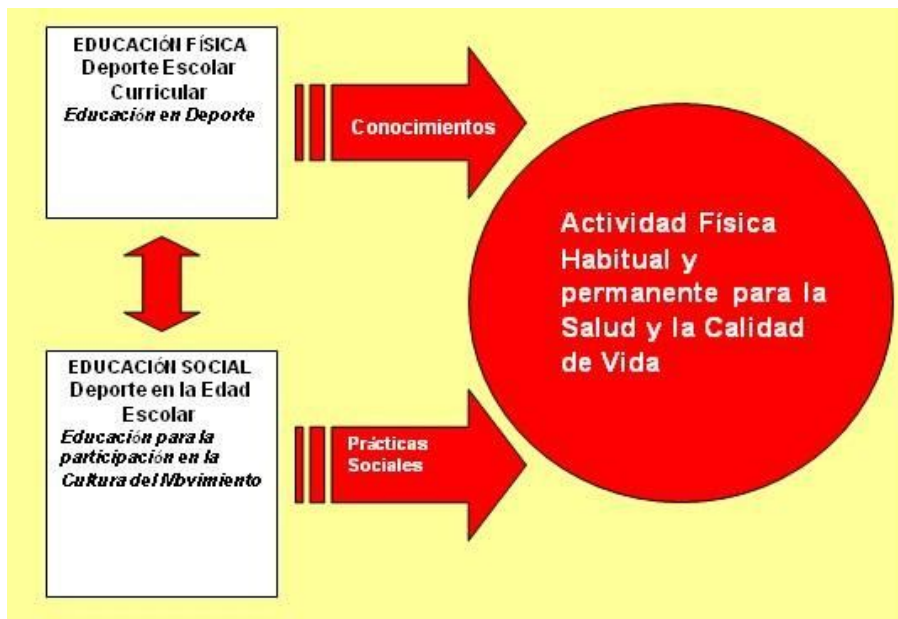 EDUCACIÓN FÍSICA
Deporte Escolar
Curricular
Educación en Deporte
Conocimientos
Actividad Física
Habitual y
permanente para la
Salud y la Calidad
de Vida
EDUCACIÓN SOCIAL
Deporte en la Edad
Escolar
Educación para la
participación en la
Cultura del Movimiento
Prácticas
Sociales